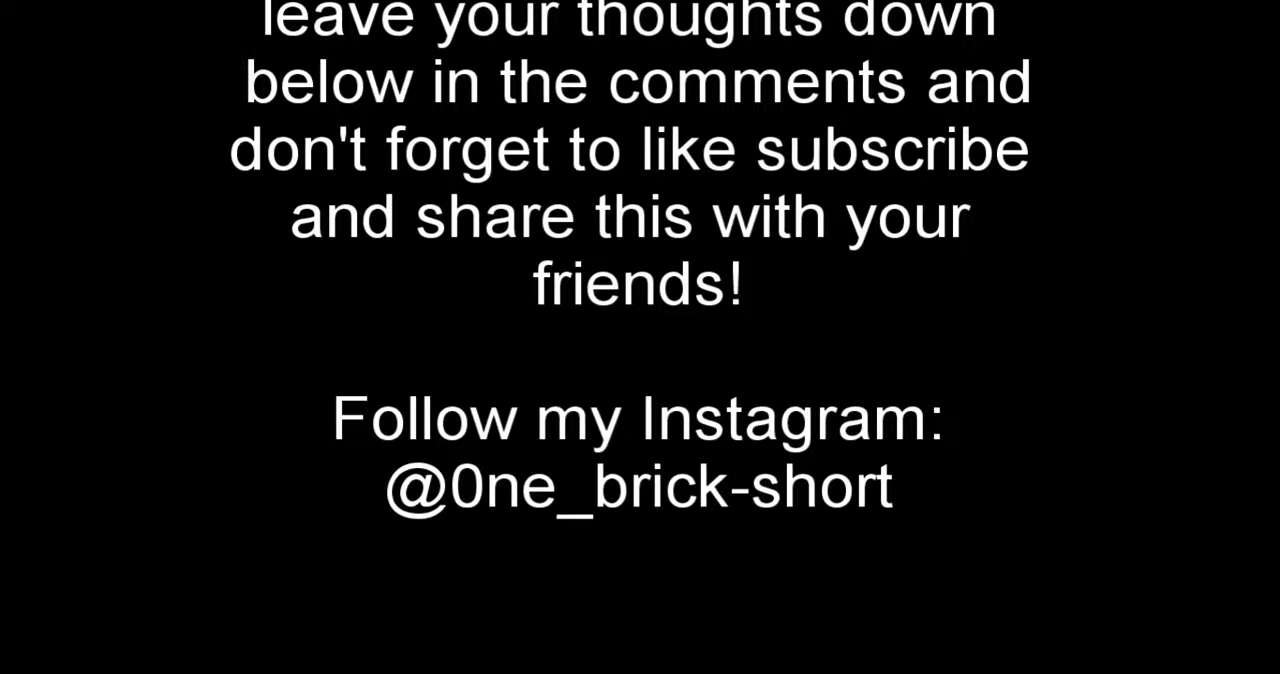 leave your thoughts down
below in the comments and
don't forget to like subscribe
and share this with your
friends!
Follow my Instagram:
@0ne_brick-short